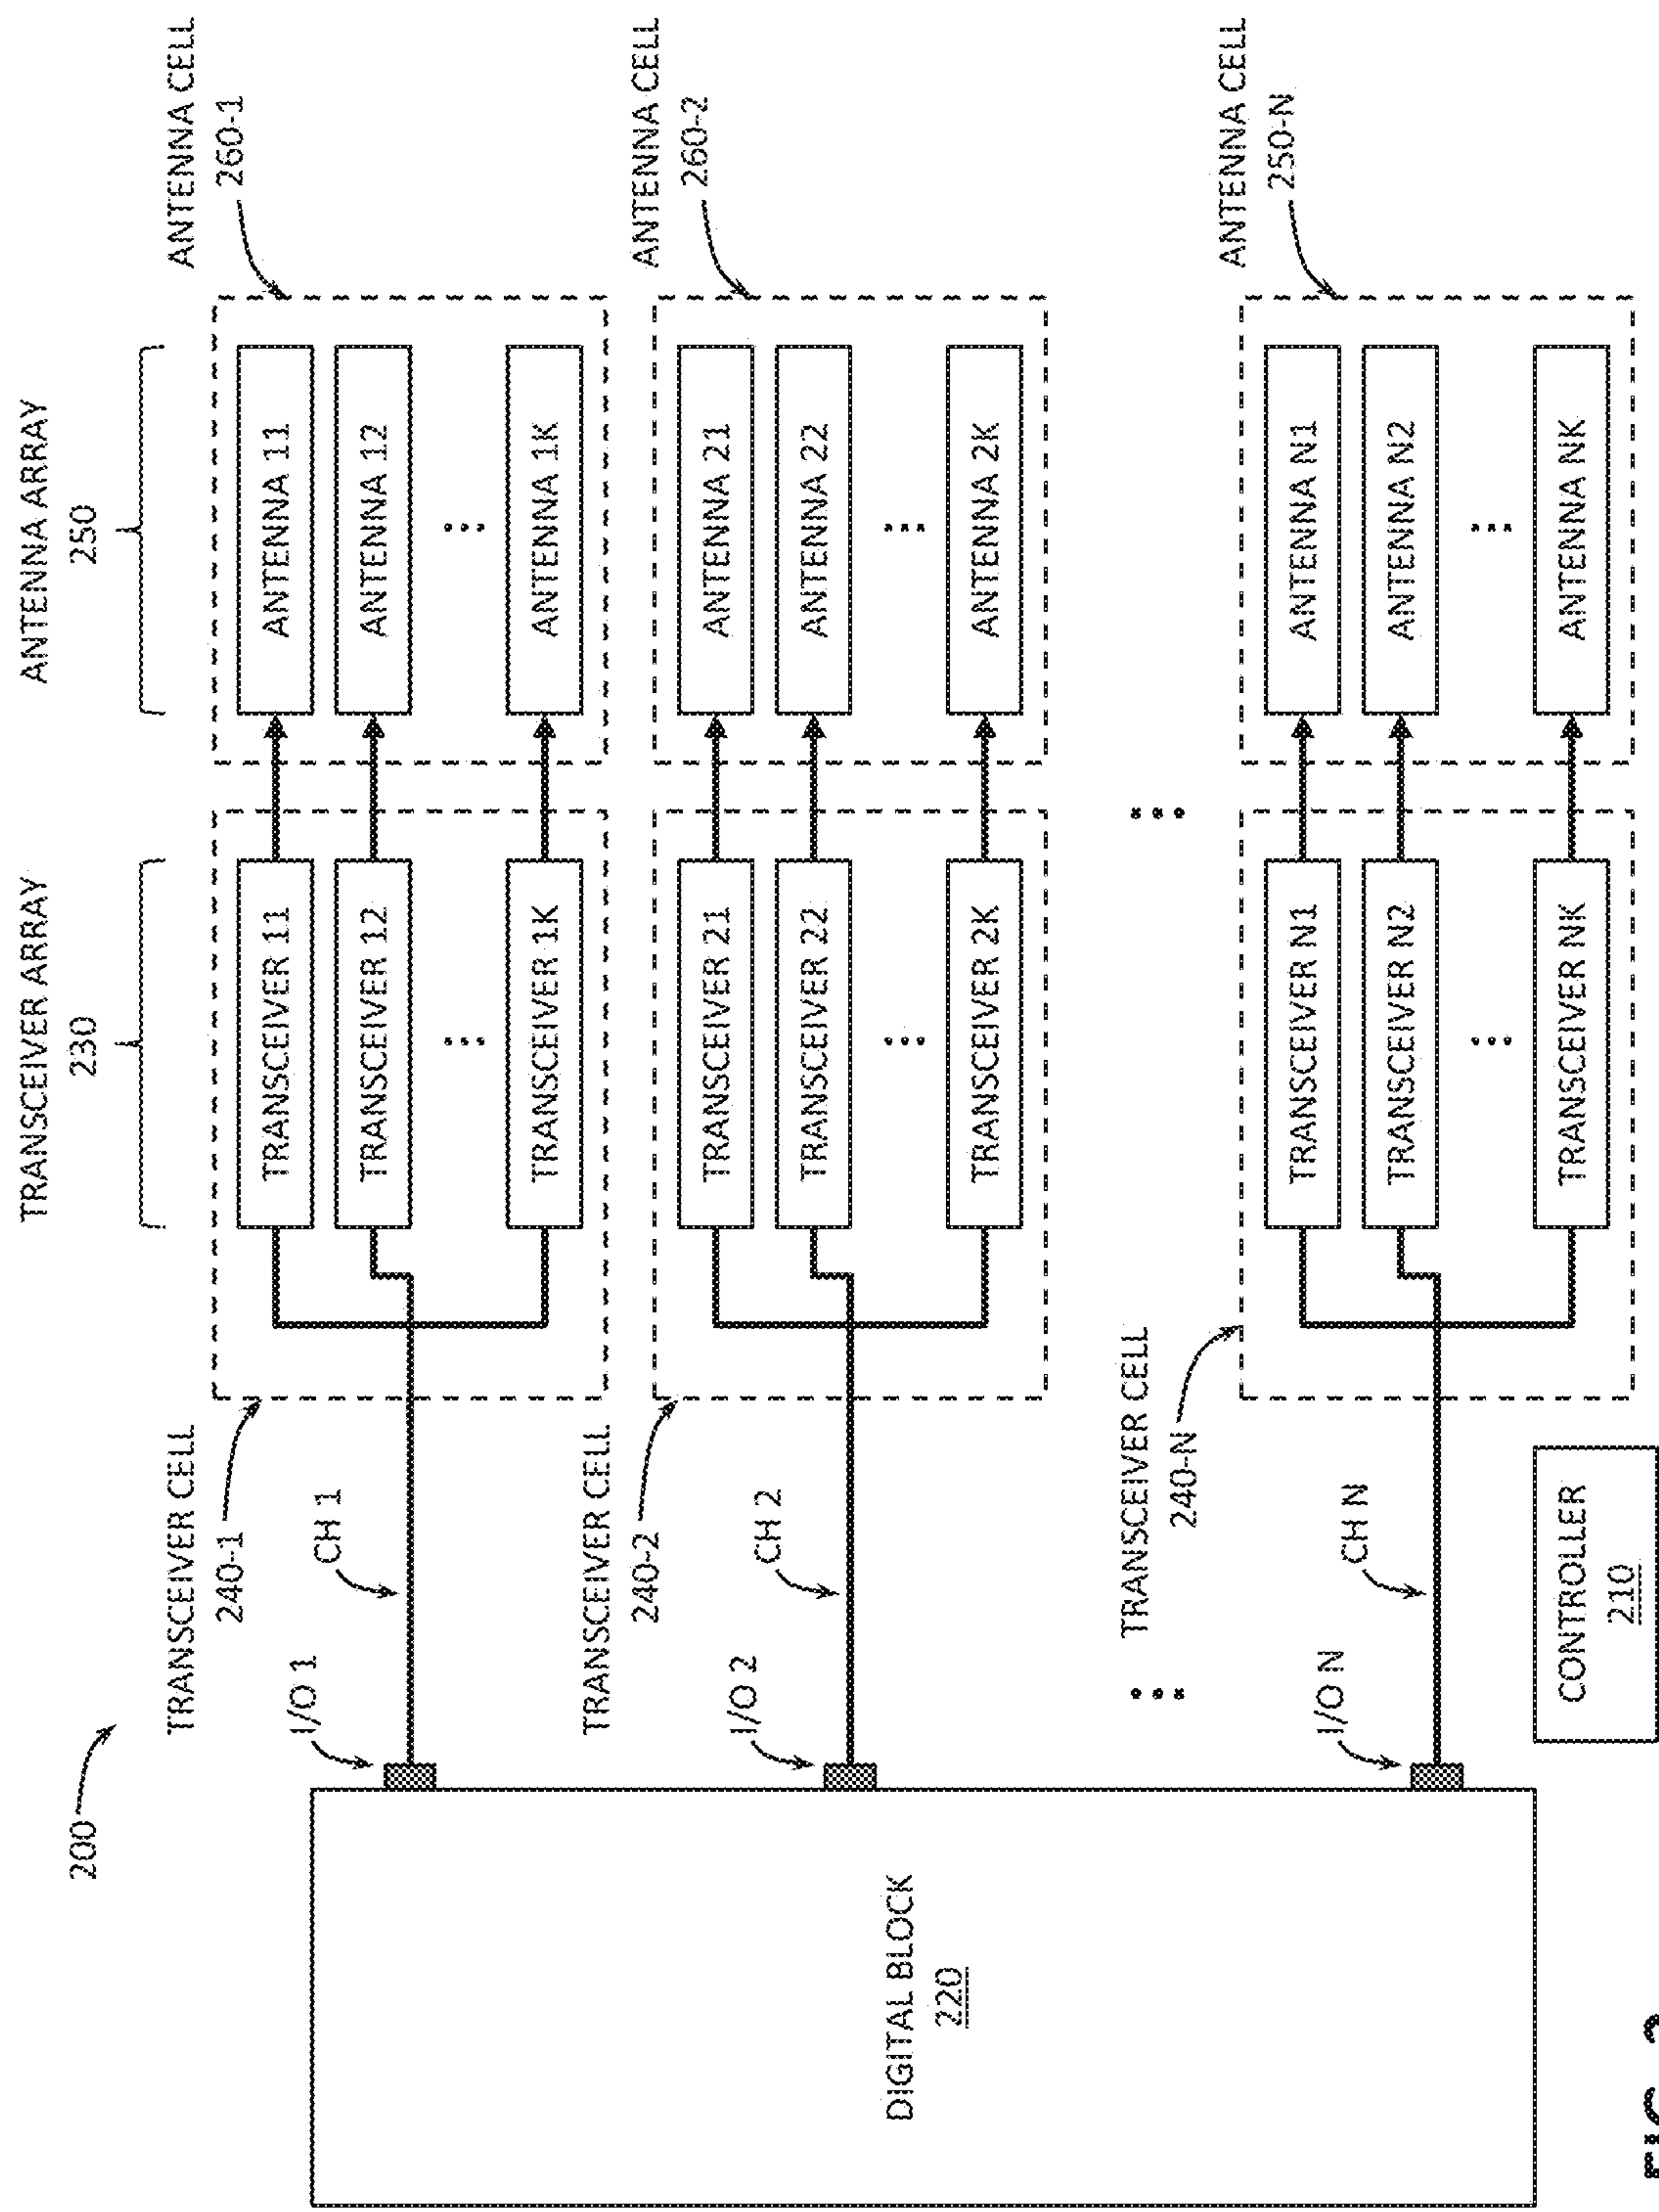 200
TRANSCEIVER ARRAY
230
ANTENNA ARRAY
250
TRANSCEIVER CELL
240-1
ANTENNA CELL
260-1
I/O 1
CH 1
TRANSCEIVER 11
ANTENNA 11
TRANSCEIVER 12
ANTENNA 12
...
...
TRANSCEIVER 1K
ANTENNA 1K
TRANSCEIVER CELL
240-2
ANTENNA CELL
260-2
I/O 2
CH 2
TRANSCEIVER 21
ANTENNA 21
TRANSCEIVER 22
ANTENNA 22
...
...
TRANSCEIVER 2K
ANTENNA 2K
DIGITAL BLOCK
220
...
...
TRANSCEIVER CELL
240-N
ANTENNA CELL
250-N
I/O N
CH N
TRANSCEIVER N1
ANTENNA N1
TRANSCEIVER N2
ANTENNA N2
...
...
TRANSCEIVER NK
ANTENNA NK
CONTROLLER
210